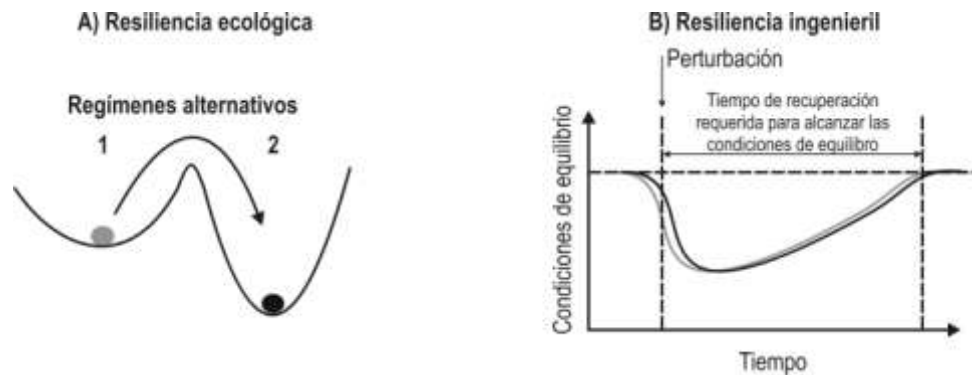 A) Resiliencia ecológica
Regímenes alternativos
1
2
B) Resiliencia ingenieril
Perturbación
Tiempo de recuperación
requerida para alcanzar las
condiciones de equilibro
Condiciones de equilibrio
Tiempo